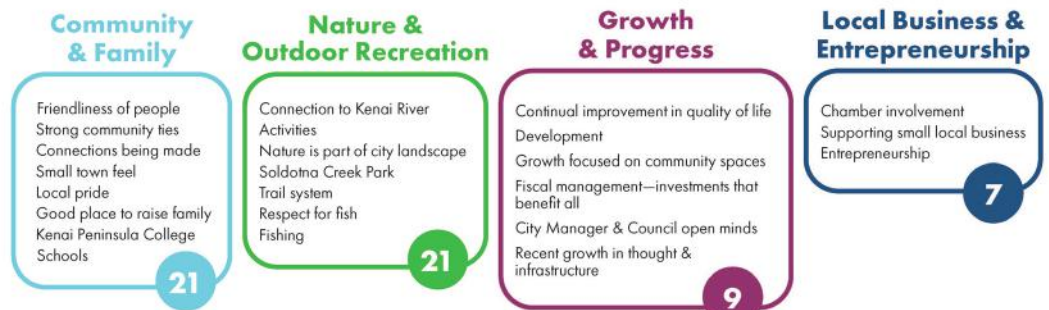 Community
& Family
Friendliness of people
Strong community ties
Connections being made
Small town feel
Local pride
Good place to raise family
Kenai Peninsula College
Schools
21
Nature &
Outdoor Recreation
Connection to Kenai River
Activities
Nature is part of city landscape
Soldotna Creek Park
Trail system
Respect for fish
Fishing
21
Growth
& Progress
Continual improvement in quality of life
Development
Growth focused on community spaces
Fiscal management—investments that
benefit all
City Manager & Council open minds
Recent growth in thought &
infrastructure
9
Local Business &
Entrepreneurship
Chamber involvement
Supporting small local business
Entrepreneurship
7